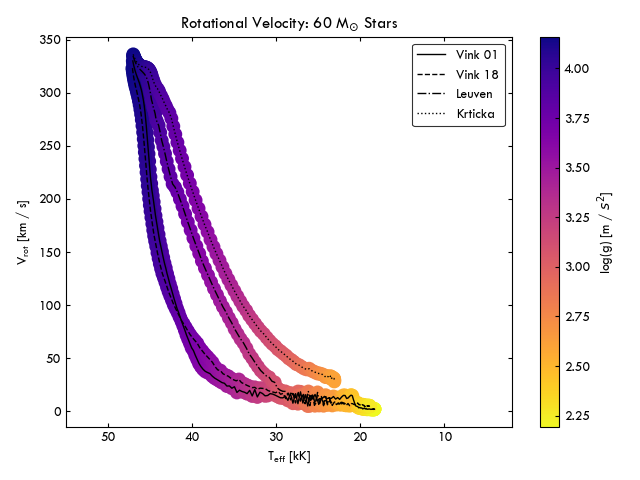 Rotational Velocity: 60 M⊙ Stars
350
300
250
200
150
100
50
0
V_rot [km / s]
50
40
30
20
10
T_eff [kK]
Vink 01
Vink 18
Leuven
Krticka
4.00
3.75
3.50
3.25
3.00
2.75
2.50
2.25
log(g) [m / s²]